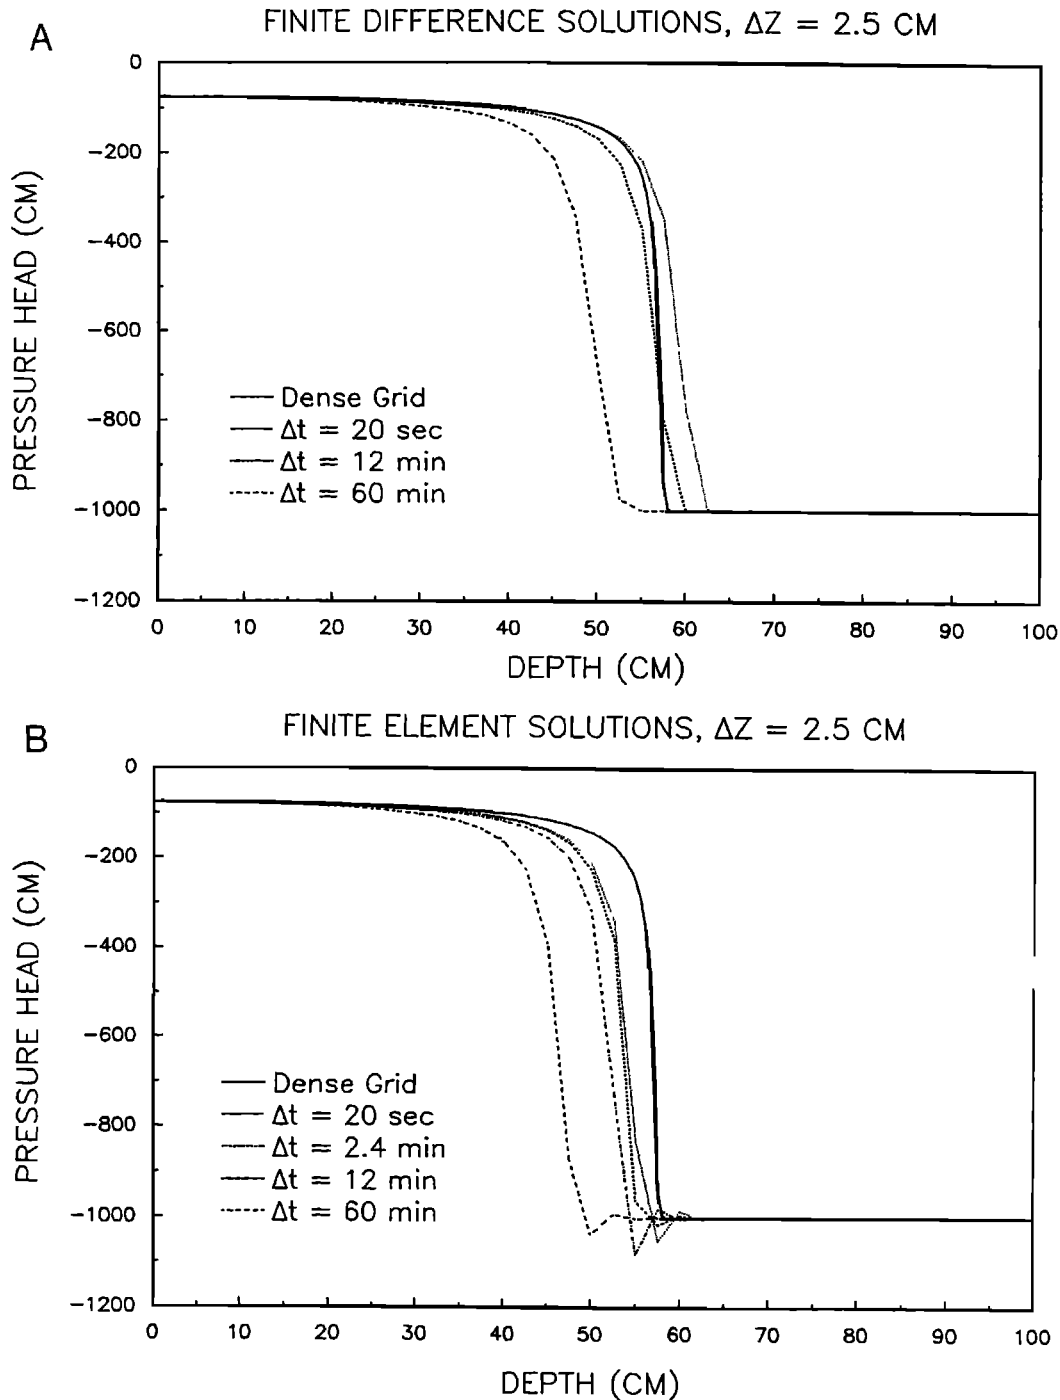 A
FINITE DIFFERENCE SOLUTIONS, ΔZ = 2.5 CM
PRESSURE HEAD (CM)
0
−200
−400
−600
−800
−1000
−1200
Dense Grid
Δt = 20 sec
Δt = 12 min
Δt = 60 min
0 10 20 30 40 50 60 70 80 90 100
DEPTH (CM)
B
FINITE ELEMENT SOLUTIONS, ΔZ = 2.5 CM
PRESSURE HEAD (CM)
0
−200
−400
−600
−800
−1000
−1200
Dense Grid
Δt = 20 sec
Δt = 2.4 min
Δt = 12 min
Δt = 60 min
0 10 20 30 40 50 60 70 80 90 100
DEPTH (CM)